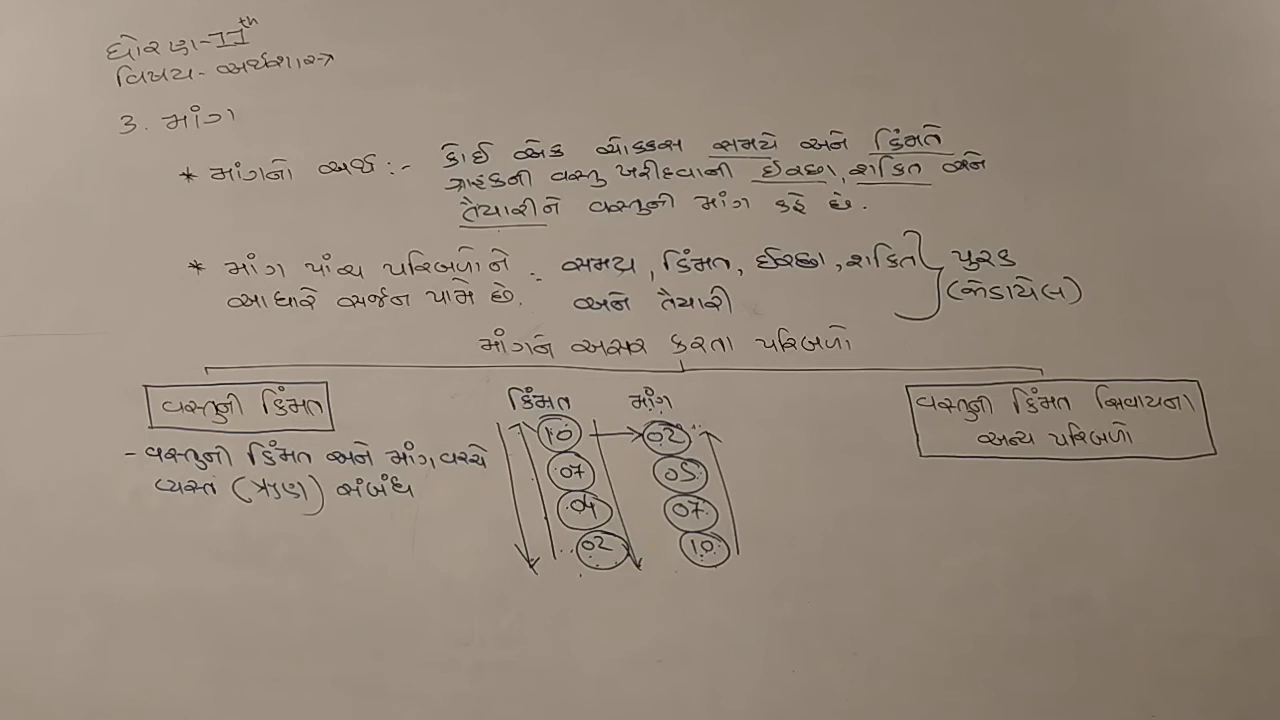 ધોરણ-11th
વિષય - અર્થશાસ્ત્ર
3. માંગ
* માંગનો અર્થ :- કોઈ એક ચોક્કસ સમયે અને કિંમતે
ગ્રાહકની વસ્તુ ખરીદવાની ઈચ્છા, શક્તિ અને
તૈયારીને વસ્તુની માંગ કહે છે.
* માંગ પાંચ પરિબળોને : સમય, કિંમત, ઈચ્છા, શક્તિ પુરક
આધારે સર્જન પામે છે. અને તૈયારી (જોડાયેલ)
માંગને અસર કરતા પરિબળો
વસ્તુની કિંમત
- વસ્તુની કિંમત અને માંગ વચ્ચે
વ્યસ્ત (ઋણ) સંબંધ
કિંમત માંગ
10 02
07 05
04 07
02 10
વસ્તુની કિંમત સિવાયના
અન્ય પરિબળો